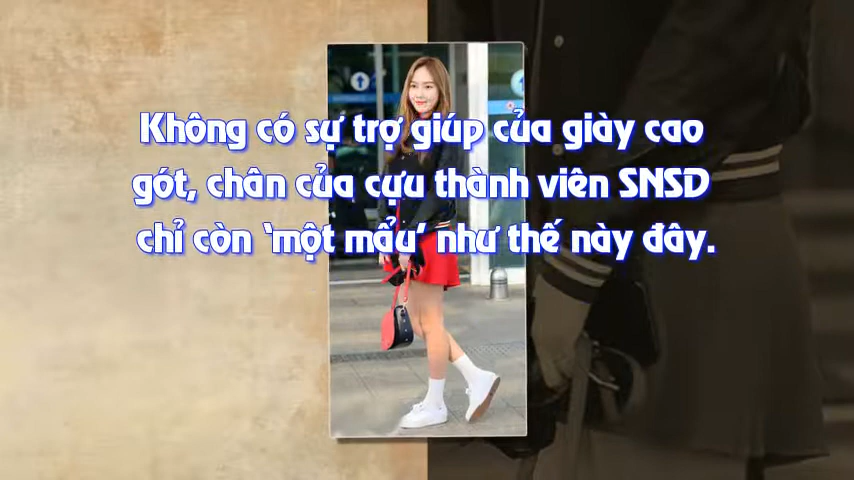 Không có sự trợ giúp của giày cao
gót, chân của cựu thành viên SNSD
chỉ còn ‘một mẩu’ như thế này đây.